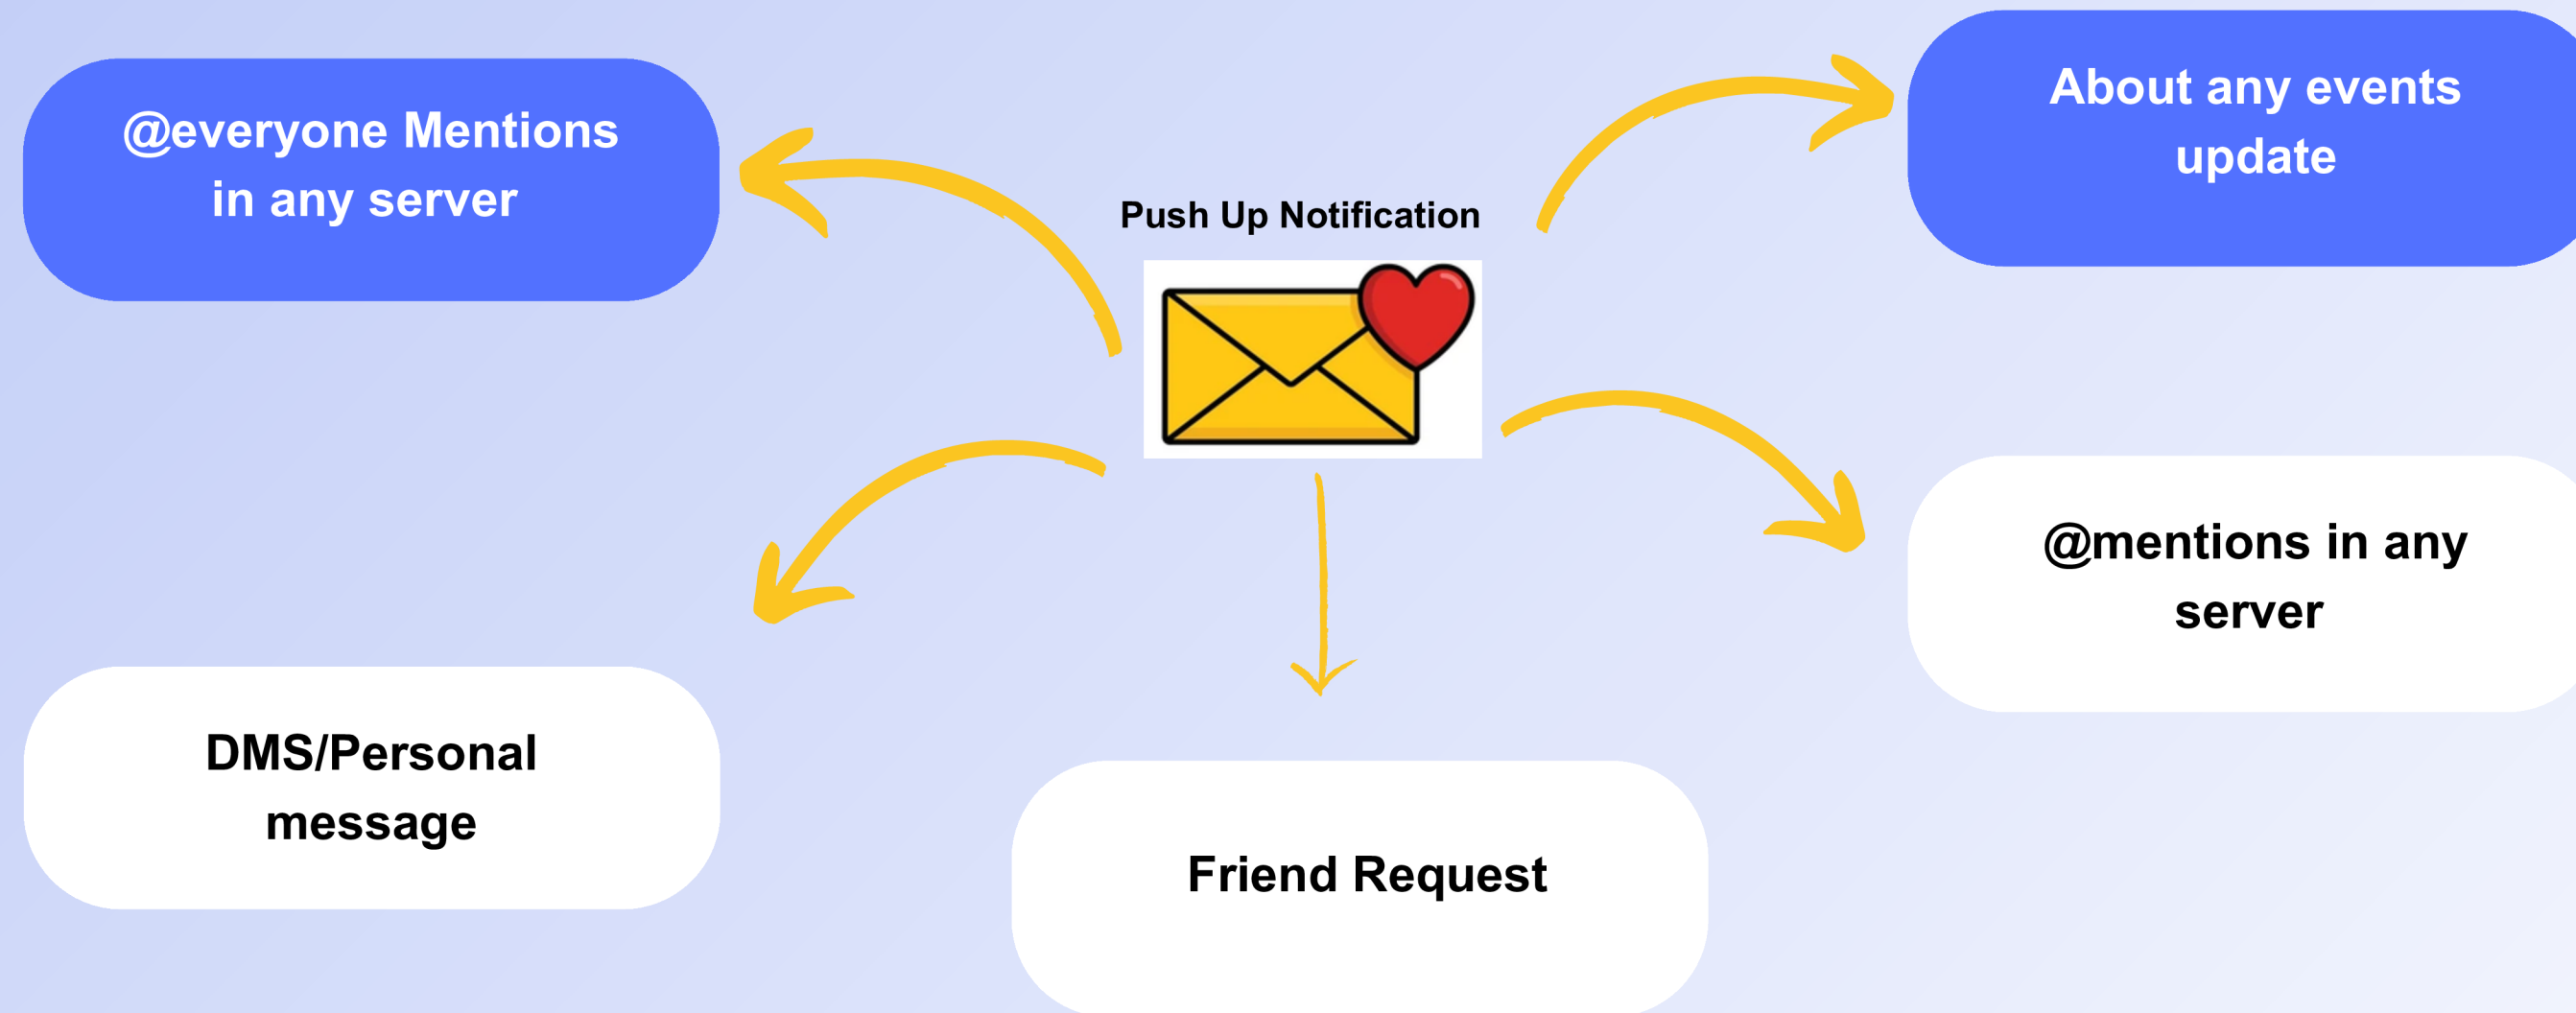 @everyone Mentions
in any server
About any events
update
Push Up Notification
@mentions in any
server
DMS/Personal
message
Friend Request